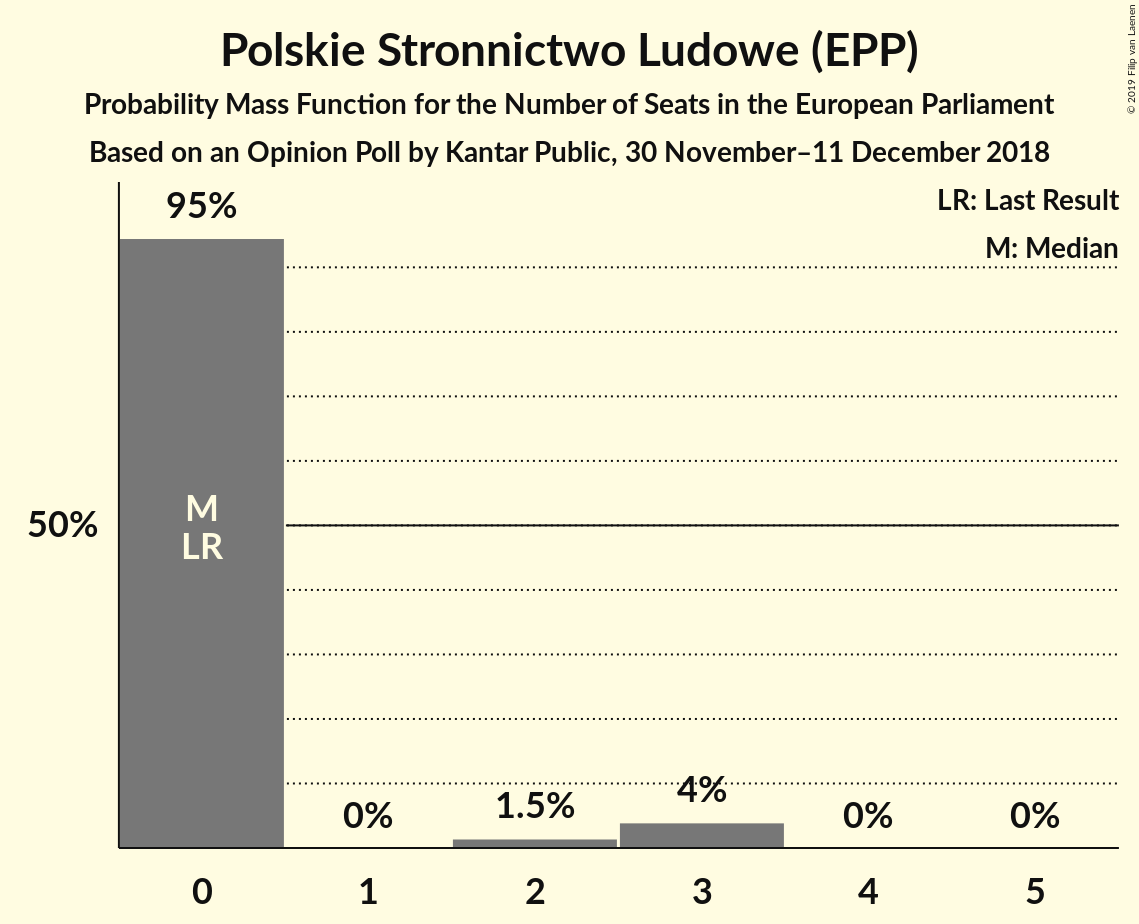 Polskie Stronnictwo Ludowe (EPP)
Probability Mass Function for the Number of Seats in the European Parliament
Based on an Opinion Poll by Kantar Public, 30 November–11 December 2018
© 2019 Filip van Laenen
LR: Last Result
M: Median
95%
50%
M
LR
0%
1.5%
4%
0%
0%
0
1
2
3
4
5